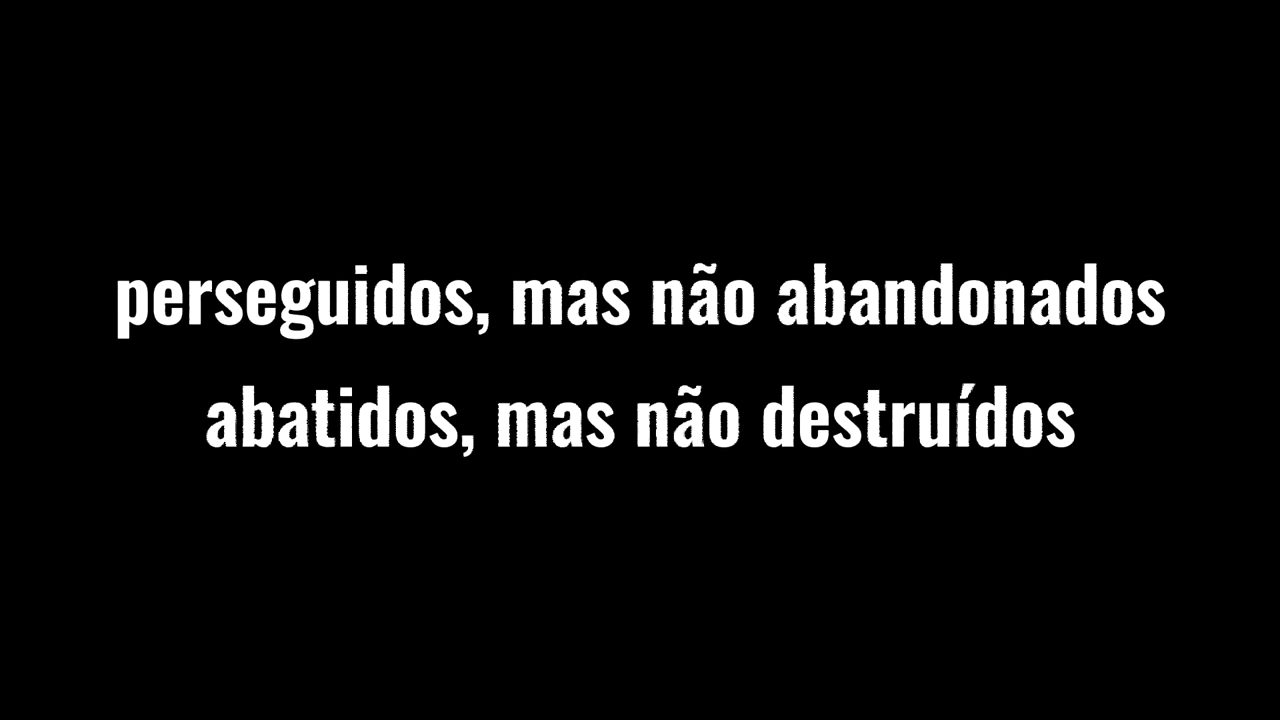 perseguidos, mas não abandonados
abatidos, mas não destruídos